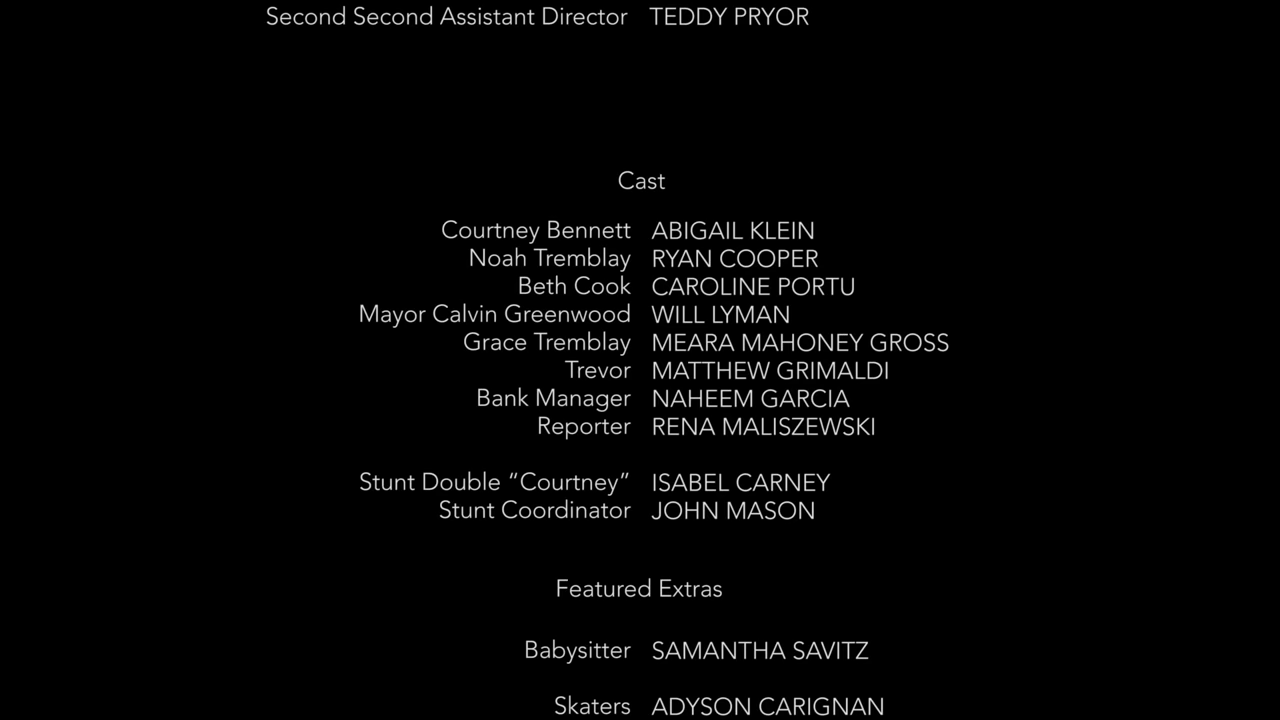 Second Second Assistant Director TEDDY PRYOR
Cast
Courtney Bennett ABIGAIL KLEIN
Noah Tremblay RYAN COOPER
Beth Cook CAROLINE PORTU
Mayor Calvin Greenwood WILL LYMAN
Grace Tremblay MEARA MAHONEY GROSS
Trevor MATTHEW GRIMALDI
Bank Manager NAHEEM GARCIA
Reporter RENA MALISZEWSKI
Stunt Double “Courtney” ISABEL CARNEY
Stunt Coordinator JOHN MASON
Featured Extras
Babysitter SAMANTHA SAVITZ
Skaters ADYSON CARIGNAN